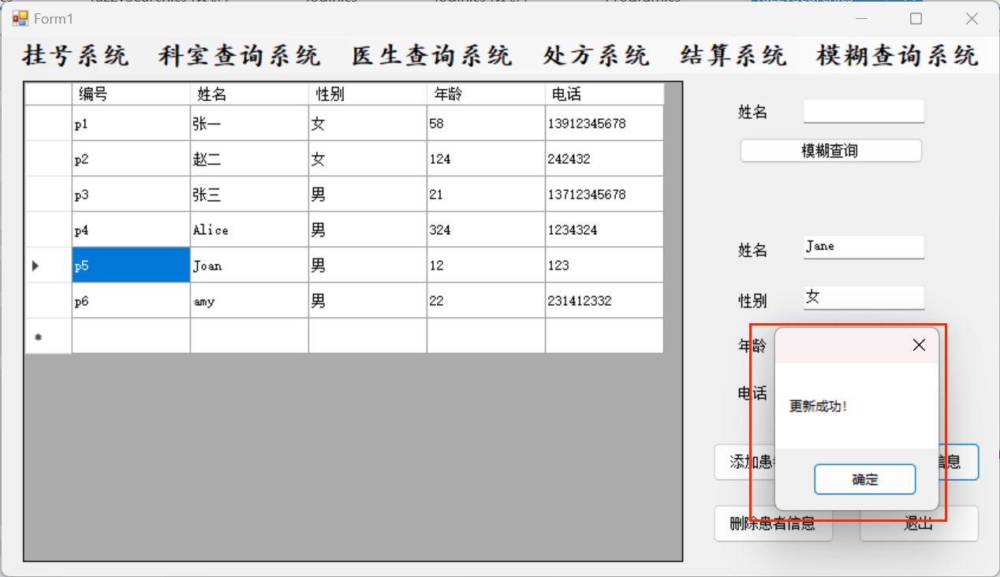 Form1
挂号系统 科室查询系统 医生查询系统 处方系统 结算系统 模糊查询系统
编号 姓名 性别 年龄 电话
p1 张一 女 58 13912345678
p2 赵二 女 124 242432
p3 张三 男 21 13712345678
p4 Alice 男 324 1234324
p5 Joan 男 12 123
p6 amy 男 22 231412332
姓名
模糊查询
姓名 Jane
性别 女
年龄
电话
更新成功!
确定
添加患 信息
删除患者信息 退出